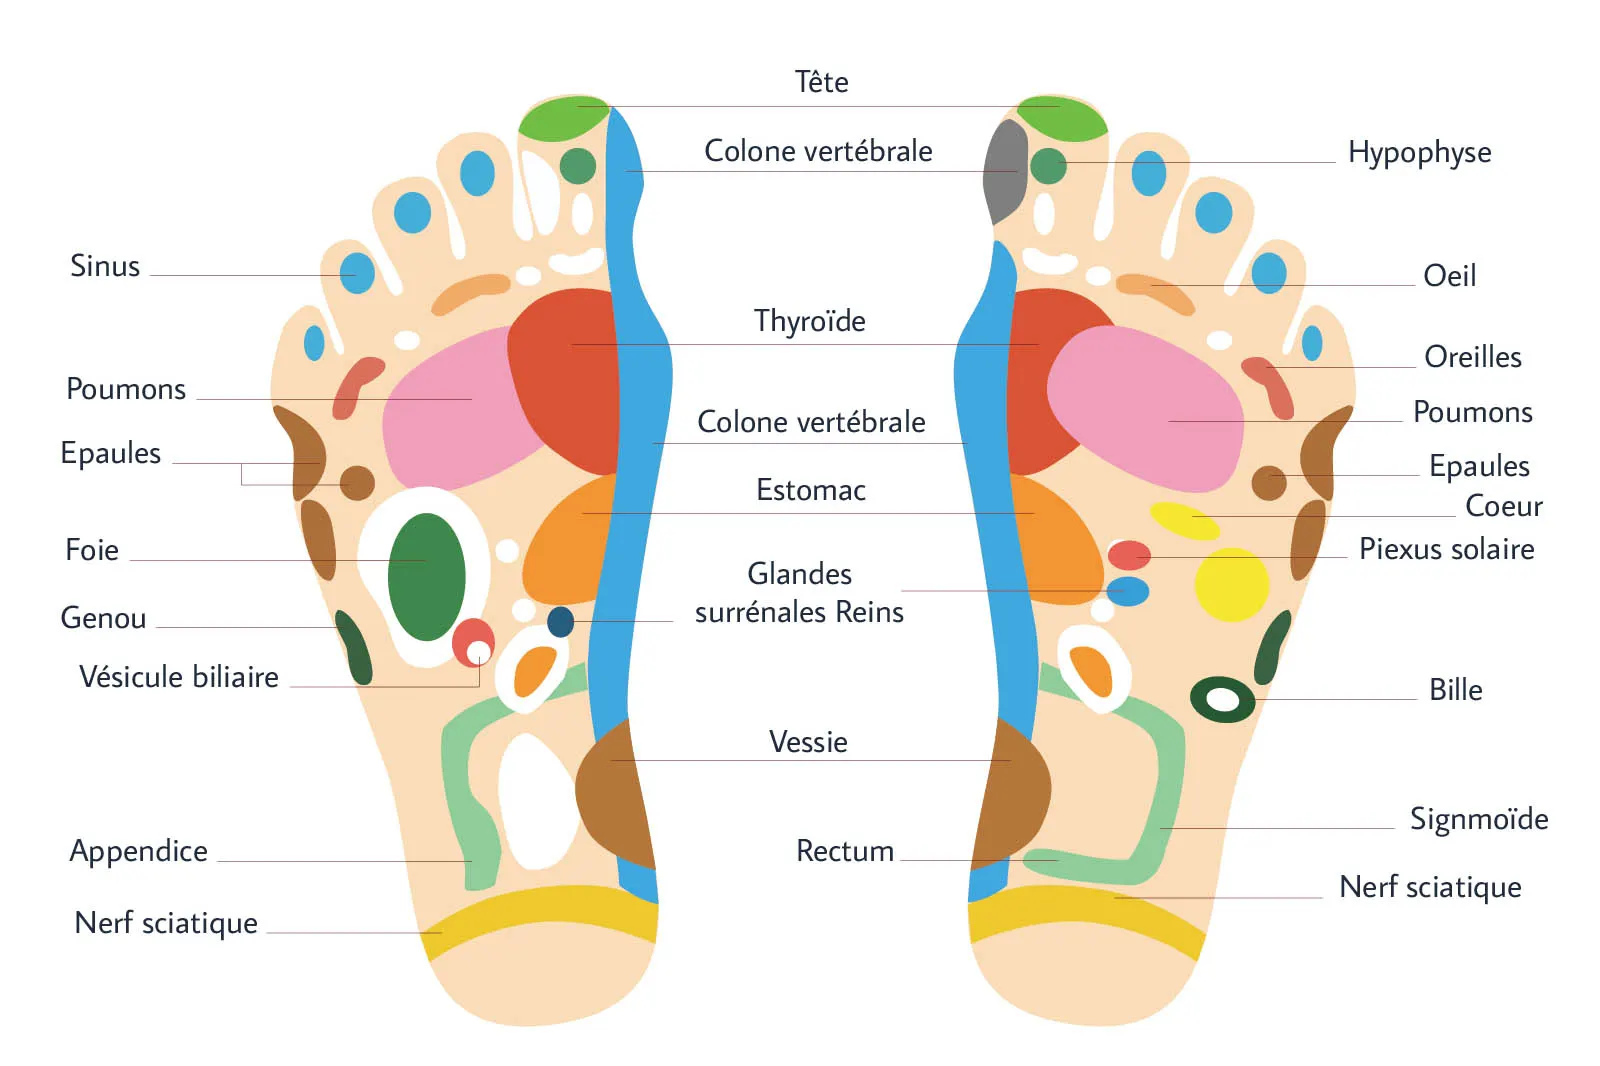 Tête
Colone vertébrale
Hypophyse
Sinus
Oeil
Thyroïde
Oreilles
Poumons
Poumons
Colone vertébrale
Epaules
Epaules
Estomac
Coeur
Foie
Piexus solaire
Glandes
surrénales Reins
Genou
Vésicule biliaire
Bille
Vessie
Signmoïde
Appendice
Rectum
Nerf sciatique
Nerf sciatique